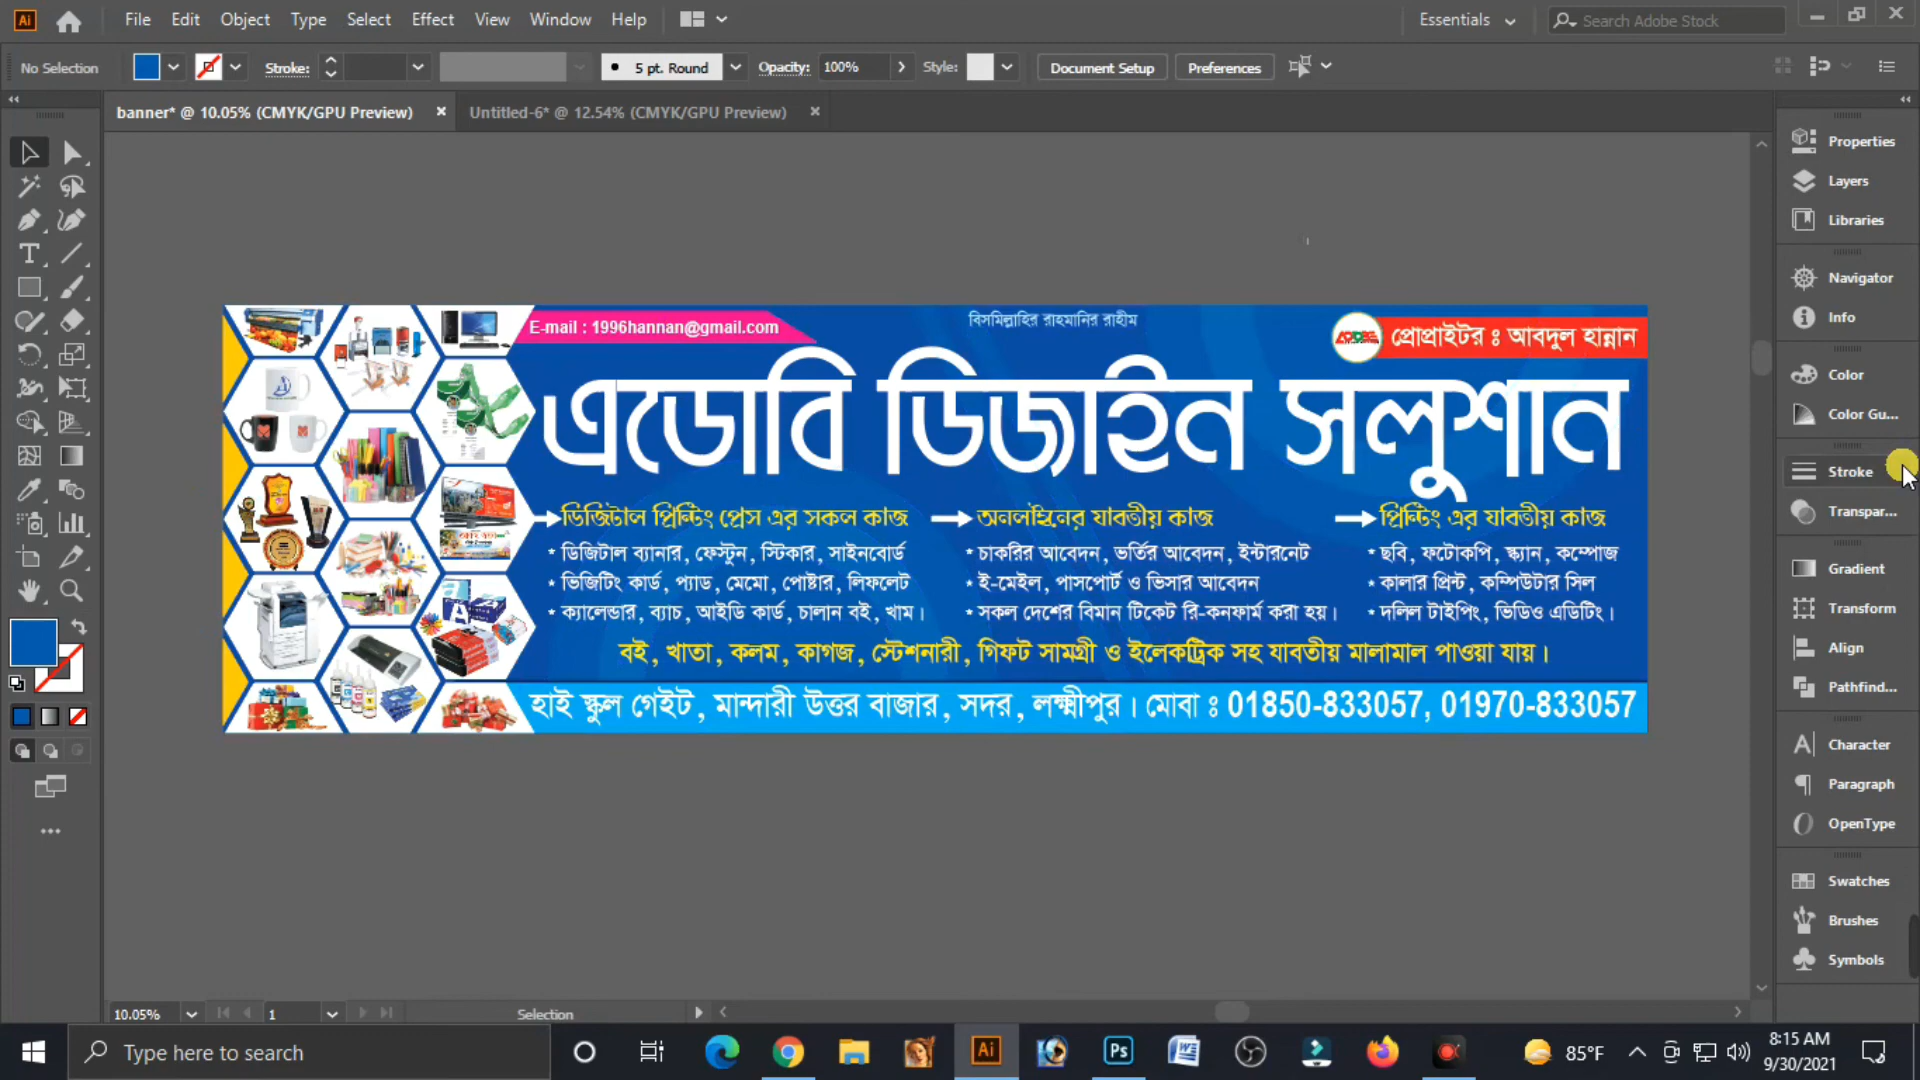 File Edit Object Type Select Effect View Window Help
Essentials
Search Adobe Stock
No Selection
Stroke:
5 pt. Round
Opacity: 100%
Style:
Document Setup
Preferences
banner* @ 10.05% (CMYK/GPU Preview)
Untitled-6* @ 12.54% (CMYK/GPU Preview)
E-mail : 1996hannan@gmail.com
বিসমিল্লাহির রাহমানির রাহীম
প্রোপ্রাইটর ঃ আবদুল হান্নান
এডোবি ডিজাইন সলুশান
ডিজিটাল প্রিন্টিং প্রেস এর সকল কাজ
* ডিজিটাল ব্যানার, ফেস্টুন, স্টিকার, সাইনবোর্ড
* ভিজিটিং কার্ড, প্যাড, মেমো, পোষ্টার, লিফলেট
* ক্যালেন্ডার, ব্যাচ, আইডি কার্ড, চালান বই, খাম।
অনলাইনের যাবতীয় কাজ
* চাকরির আবেদন, ভর্তির আবেদন, ইন্টারনেট
* ই-মেইল, পাসপোর্ট ও ভিসার আবেদন
* সকল দেশের বিমান টিকেট রি-কনফার্ম করা হয়।
প্রিন্টিং এর যাবতীয় কাজ
* ছবি, ফটোকপি, স্ক্যান, কম্পোজ
* কালার প্রিন্ট, কম্পিউটার সিল
* দলিল টাইপিং, ভিডিও এডিটিং।
বই, খাতা, কলম, কাগজ, স্টেশনারী, গিফট সামগ্রী ও ইলেকট্রিক সহ যাবতীয় মালামাল পাওয়া যায়।
হাই স্কুল গেইট, মান্দারী উত্তর বাজার, সদর, লক্ষ্মীপুর। মোবা ঃ 01850-833057, 01970-833057
Properties
Layers
Libraries
Navigator
Info
Color
Color Gu...
Stroke
Transpar...
Gradient
Transform
Align
Pathfind...
Character
Paragraph
OpenType
Swatches
Brushes
Symbols
10.05%
1
Selection
Type here to search
85°F
8:15 AM
9/30/2021